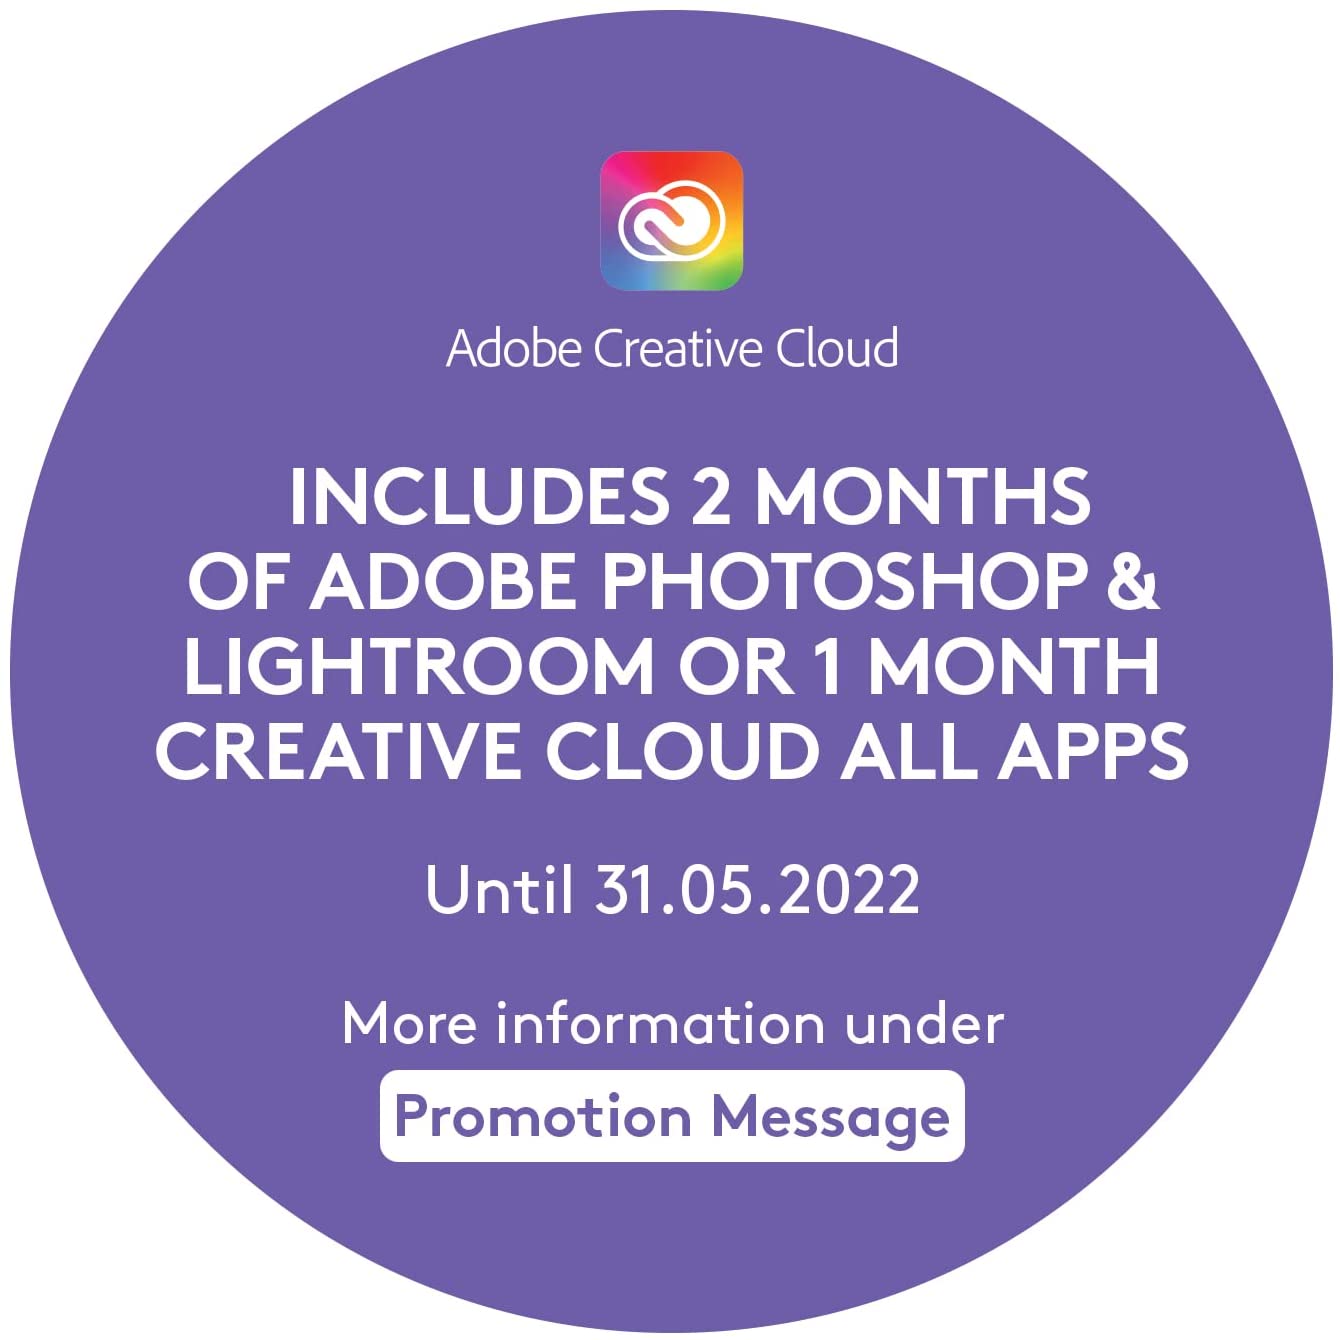 Adobe Creative Cloud
INCLUDES 2 MONTHS
OF ADOBE PHOTOSHOP &
LIGHTROOM OR 1 MONTH
CREATIVE CLOUD ALL APPS
Until 31.05.2022
More information under
Promotion Message